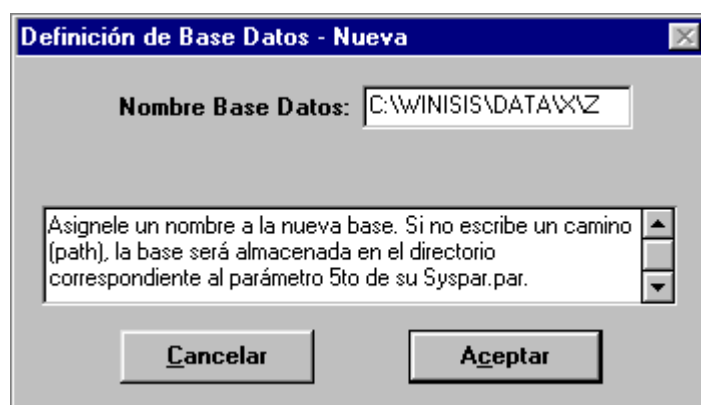 Definición de Base Datos - Nueva
Nombre Base Datos: C:\WINISIS\DATA\X\Z
Asignele un nombre a la nueva base. Si no escribe un camino
(path), la base será almacenada en el directorio
correspondiente al parámetro 5to de su Syspar.par.
Cancelar Aceptar